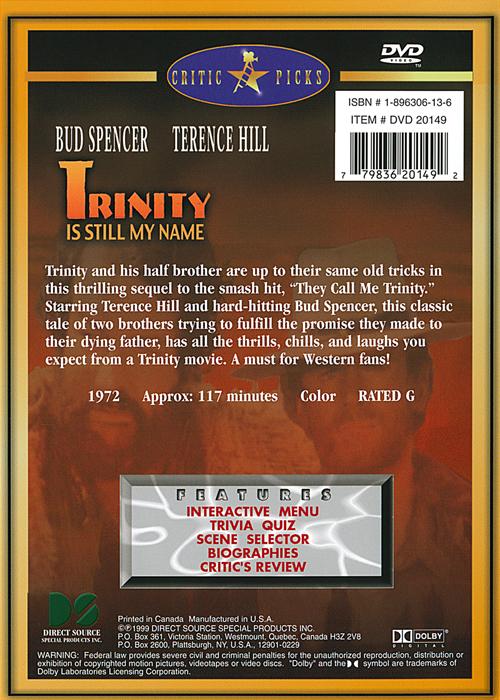 CRITIC PICKS
DVD
VIDEO
TM
ISBN # 1-896306-13-6
ITEM # DVD 20149
7 79836 20149 2
BUD SPENCER TERENCE HILL
TRINITY
IS STILL MY NAME
Trinity and his half brother are up to their same old tricks in
this thrilling sequel to the smash hit, “They Call Me Trinity.”
Starring Terence Hill and hard-hitting Bud Spencer, this classic
tale of two brothers trying to fulfill the promise they made to
their dying father, has all the thrills, chills, and laughs you
expect from a Trinity movie. A must for Western fans!
1972 Approx: 117 minutes Color RATED G
FEATURES
INTERACTIVE MENU
TRIVIA QUIZ
SCENE SELECTOR
BIOGRAPHIES
CRITIC'S REVIEW
DS
DIRECT SOURCE
SPECIAL PRODUCTS INC.
Printed in Canada Manufactured in U.S.A.
©℗1999 DIRECT SOURCE SPECIAL PRODUCTS INC.
P.O. Box 361, Victoria Station, Westmount, Quebec, Canada H3Z 2V8
P.O. Box 2600, Plattsburgh, N.Y., U.S.A., 12901-0229
DOLBY
DIGITAL
WARNING: Federal law provides severe civil and criminal penalties for the unauthorized reproduction, distribution or
exhibition of copyrighted motion pictures, videotapes or video discs. "Dolby" and the symbol are trademarks of
Dolby Laboratories Licensing Corporation.